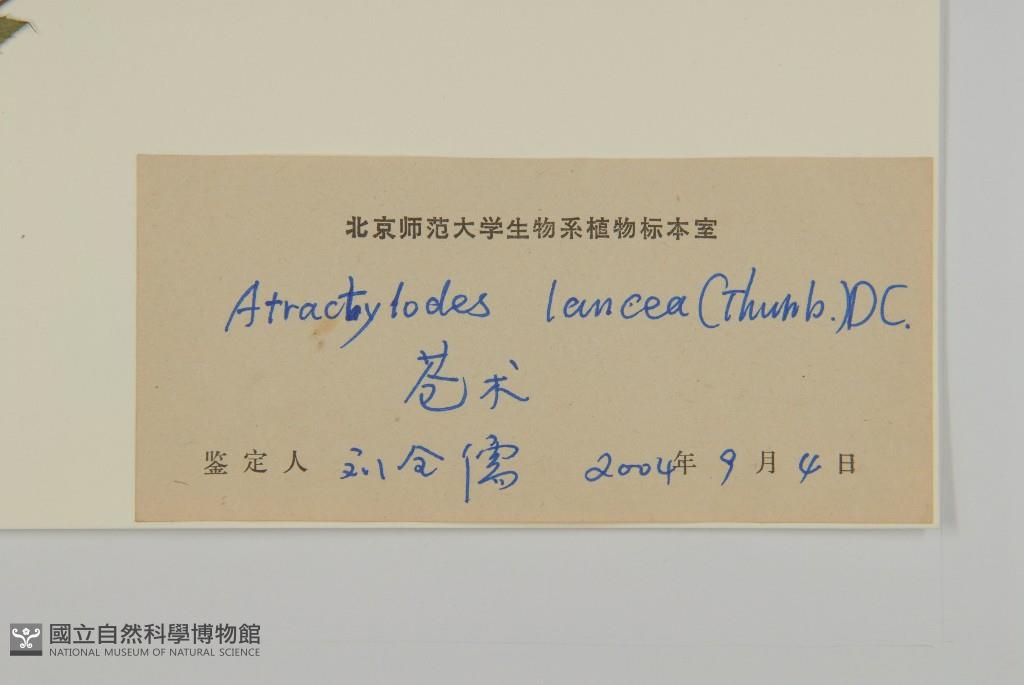 北京师范大学生物系植物标本室
Atractylodes lancea (Thunb.) DC.
苍术
鉴定人 刘全儒 2004年 9月 4日
國立自然科學博物館
NATIONAL MUSEUM OF NATURAL SCIENCE